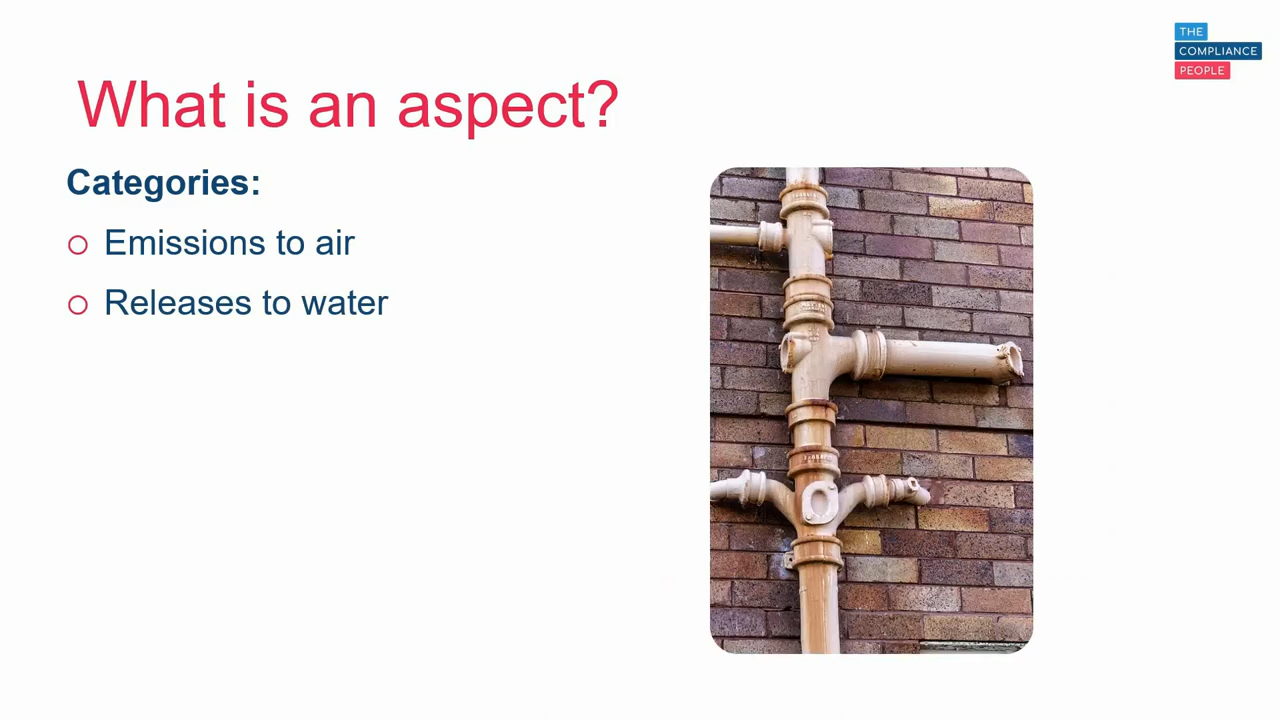 THE
COMPLIANCE
PEOPLE
What is an aspect?
Categories:
Emissions to air
Releases to water